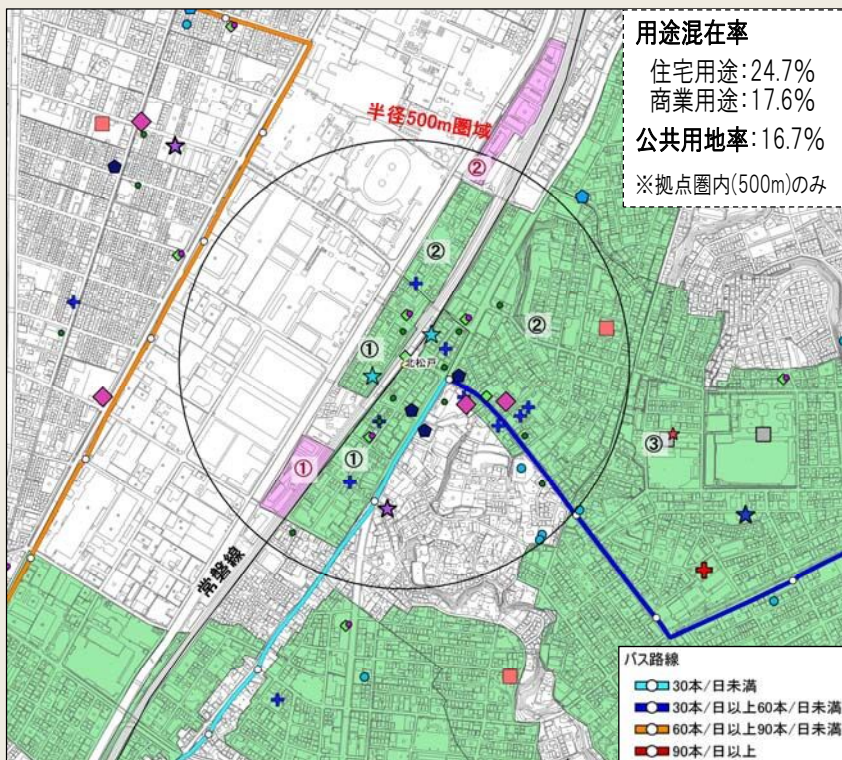 用途混在率
住宅用途:24.7%
商業用途:17.6%
公共用地率:16.7%
※拠点圏内(500m)のみ
半径500m圏域
②
②
②
①
北松戸
③
①
①
常磐線
バス路線
30本/日未満
30本/日以上60本/日未満
60本/日以上90本/日未満
90本/日以上